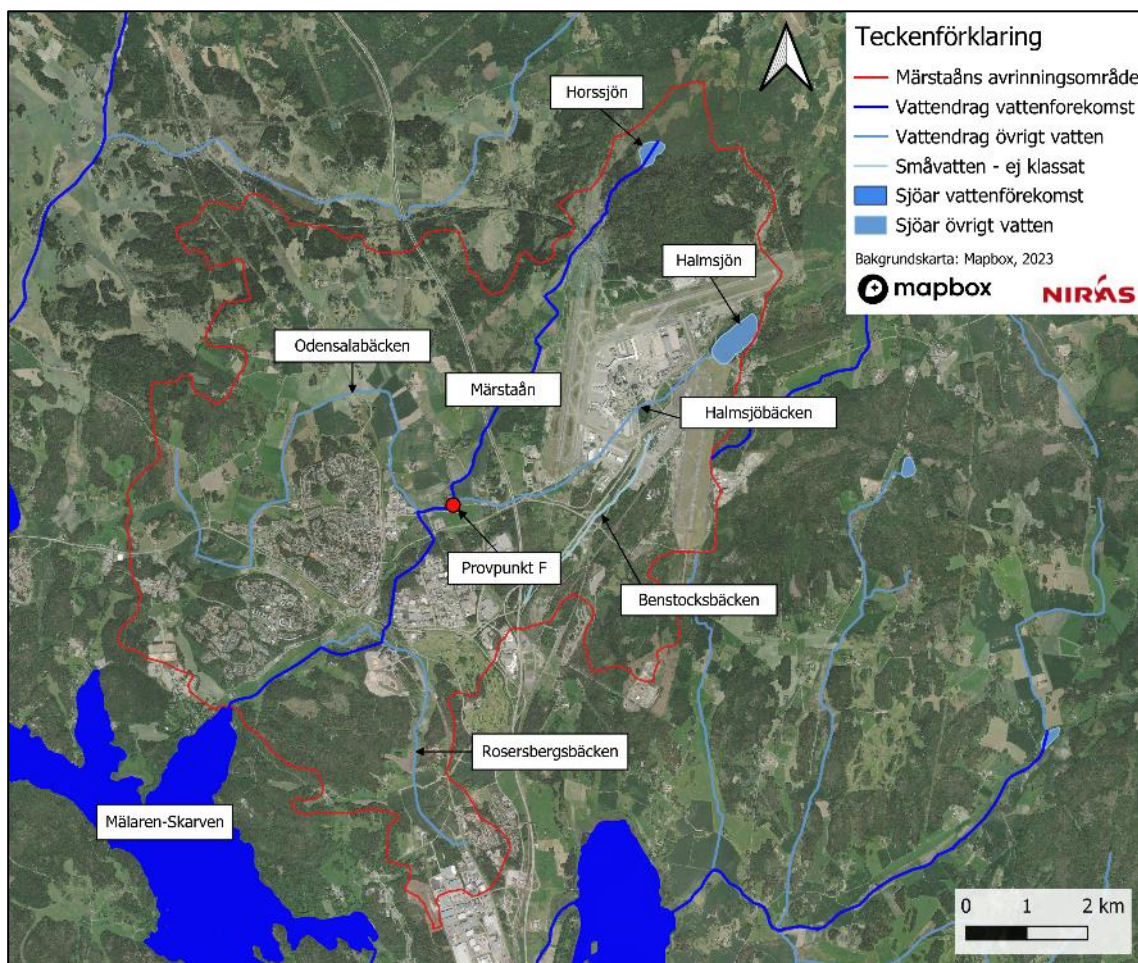 Teckenförklaring
Märstaåns avrinningsområde
Vattendrag vattenforekomst
Vattendrag övrigt vatten
Småvatten - ej klassat
Sjöar vattenförekomst
Sjöar övrigt vatten
Bakgrundskarta: Mapbox, 2023
mapbox
NIRAS
Horssjön
Halmsjön
Odensalabäcken
Märstaån
Halmsjöbäcken
Provpunkt F
Benstocksbäcken
Rosersbergsbäcken
Mälaren-Skarven
0 1 2 km